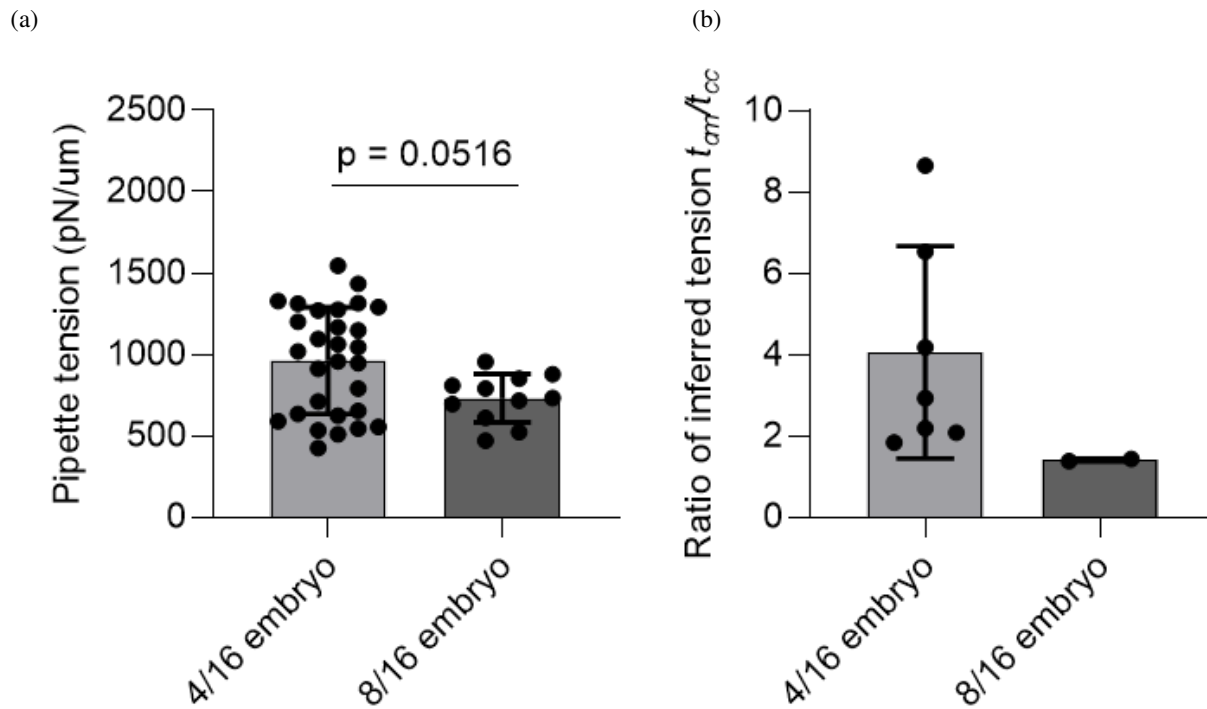 (a)
(b)
Pipette tension (pN/um)
2500
2000
1500
1000
500
0
p = 0.0516
4/16 embryo
8/16 embryo
Ratio of inferred tension t_am/t_cc
10
8
6
4
2
0
4/16 embryo
8/16 embryo